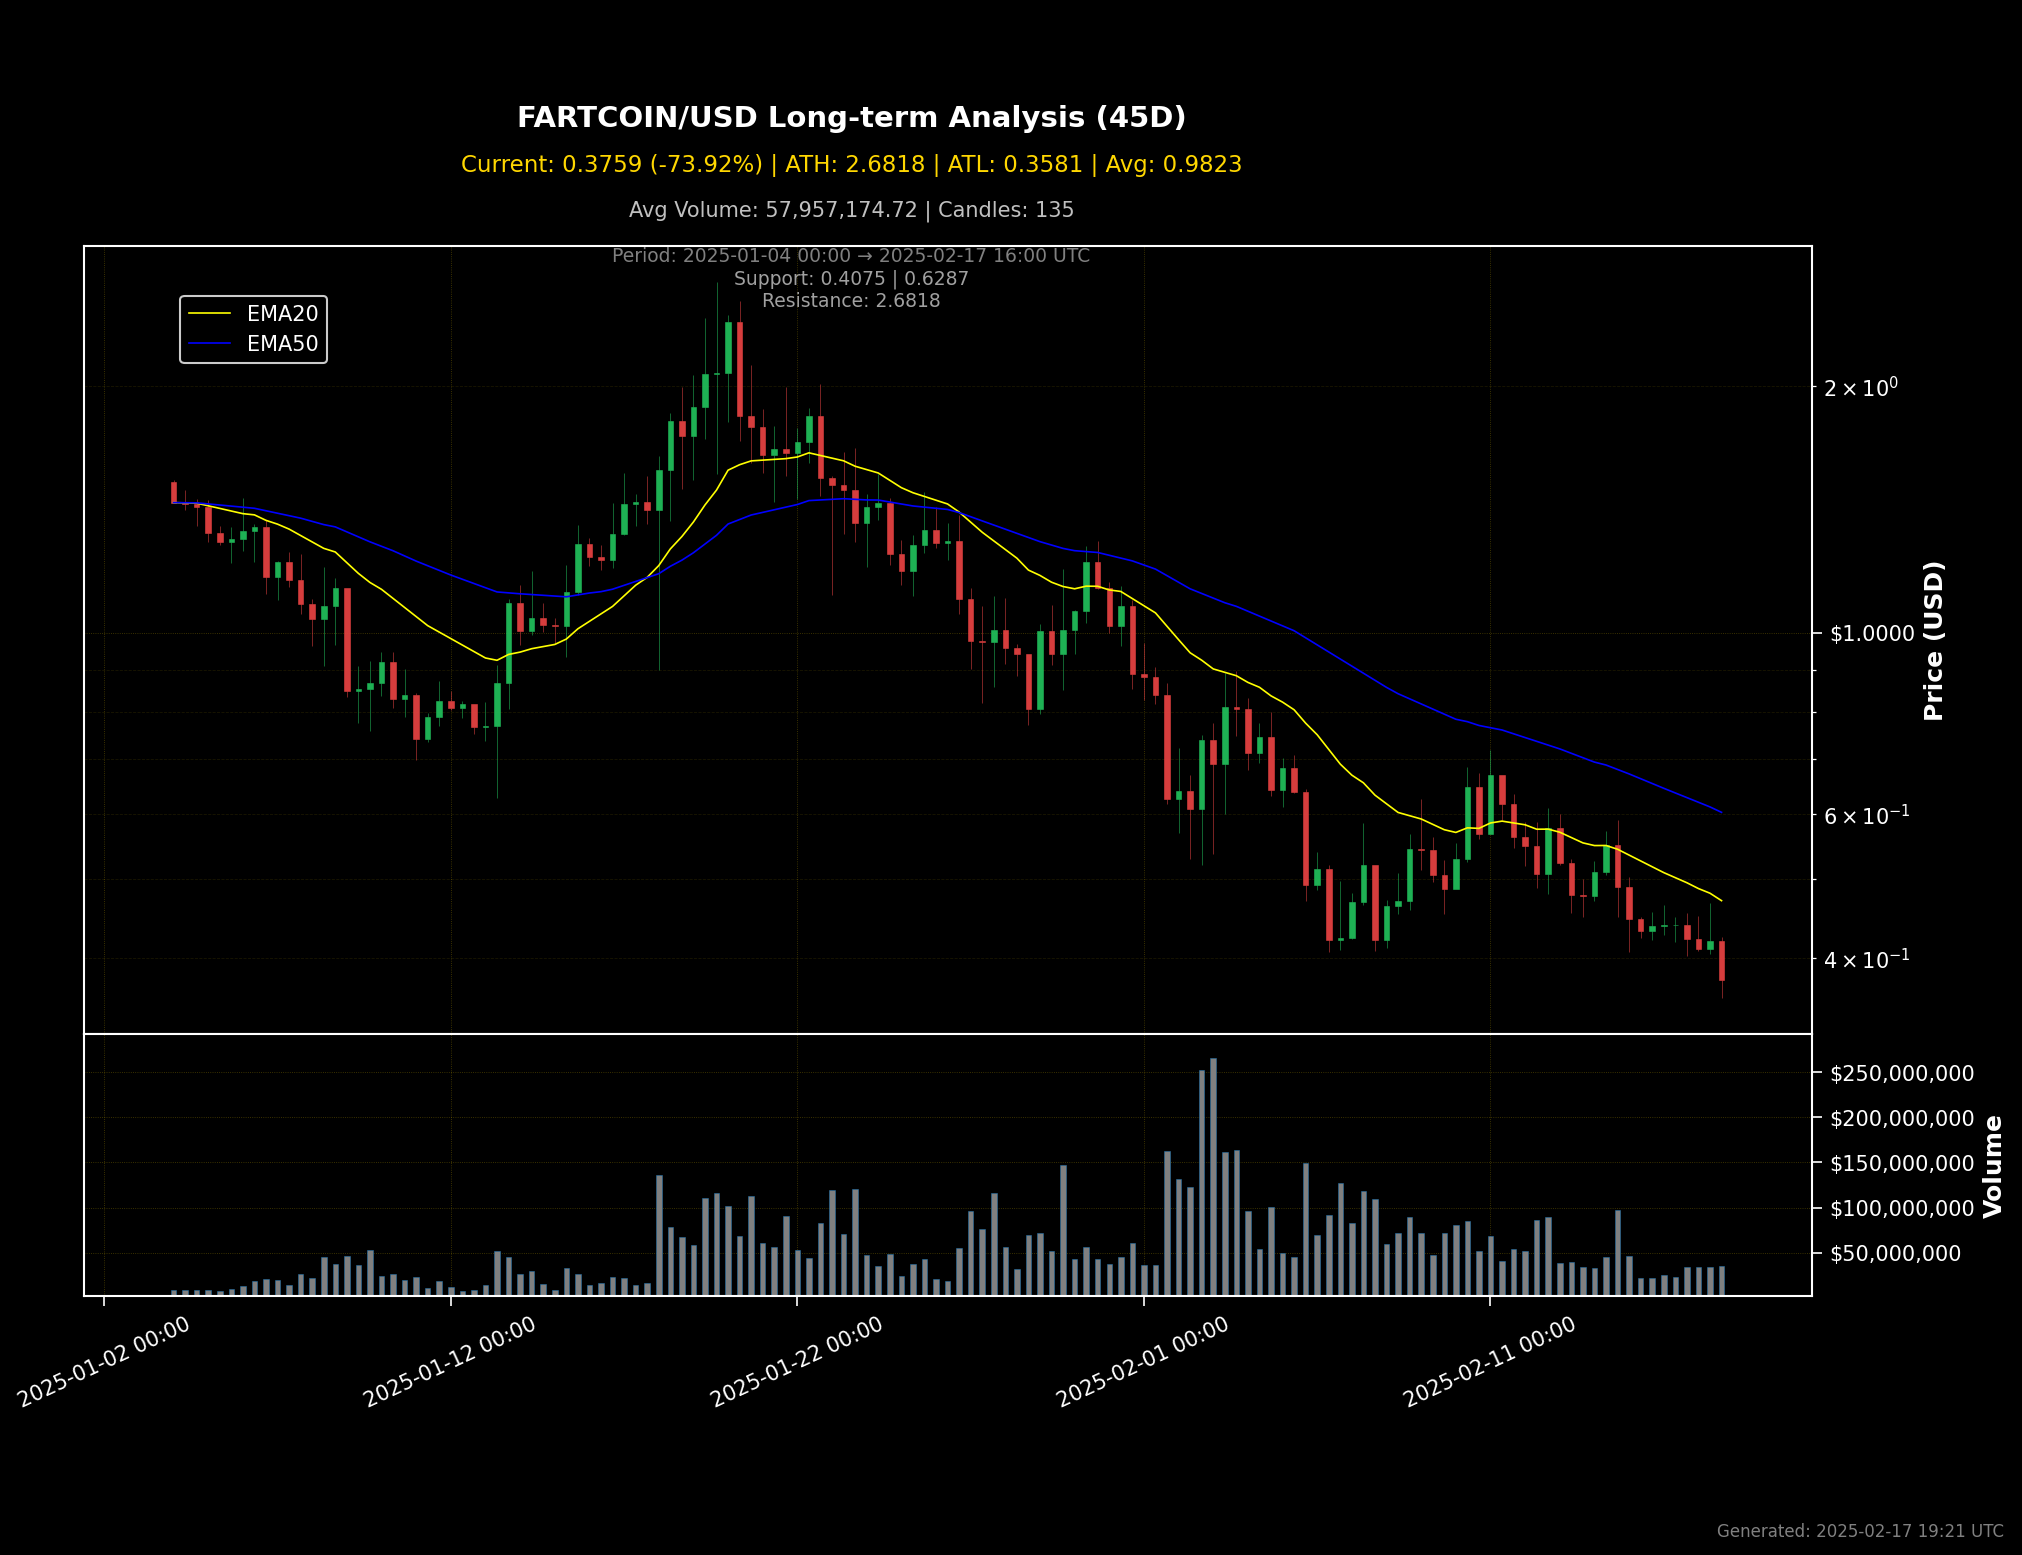 FARTCOIN/USD Long-term Analysis (45D)
Current: 0.3759 (-73.92%) | ATH: 2.6818 | ATL: 0.3581 | Avg: 0.9823
Avg Volume: 57,957,174.72 | Candles: 135
Period: 2025-01-04 00:00 → 2025-02-17 16:00 UTC
Support: 0.4075 | 0.6287
Resistance: 2.6818
EMA20
EMA50
2 × 10⁰
$1.0000
6 × 10⁻¹
4 × 10⁻¹
Price (USD)
$250,000,000
$200,000,000
$150,000,000
$100,000,000
$50,000,000
Volume
2025-01-02 00:00
2025-01-12 00:00
2025-01-22 00:00
2025-02-01 00:00
2025-02-11 00:00
Generated: 2025-02-17 19:21 UTC